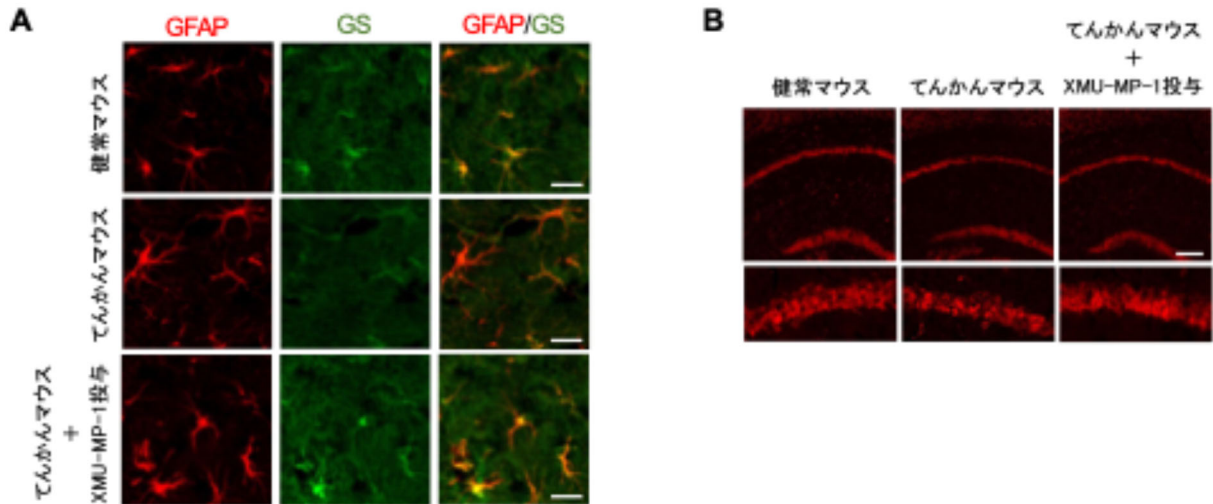 A
GFAP
GS
GFAP/GS
健常マウス
てんかんマウス
てんかんマウス
+
XMU-MP-1投与
B
健常マウス
てんかんマウス
てんかんマウス
+
XMU-MP-1投与